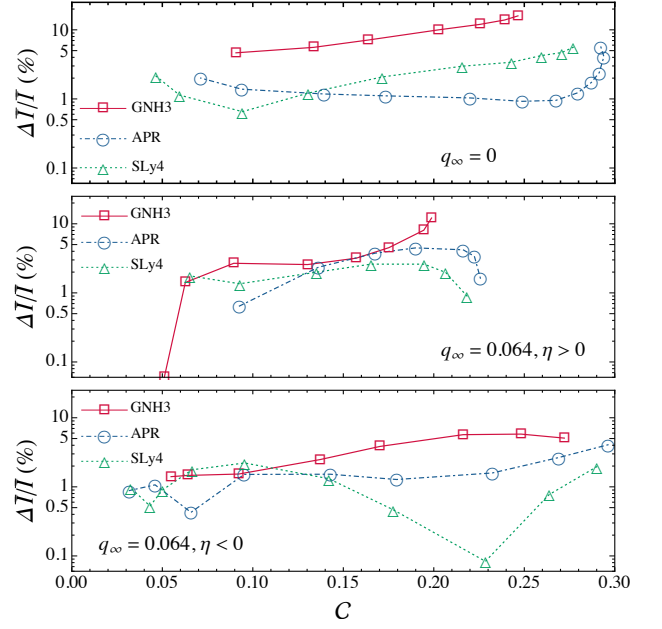 ΔI/I (%)
10
5
1
0.5
0.1
GNH3
APR
SLy4
q∞ = 0
ΔI/I (%)
10
5
1
0.5
0.1
GNH3
APR
SLy4
q∞ = 0.064, η > 0
ΔI/I (%)
10
5
1
0.5
0.1
GNH3
APR
SLy4
q∞ = 0.064, η < 0
0.00 0.05 0.10 0.15 0.20 0.25 0.30
C